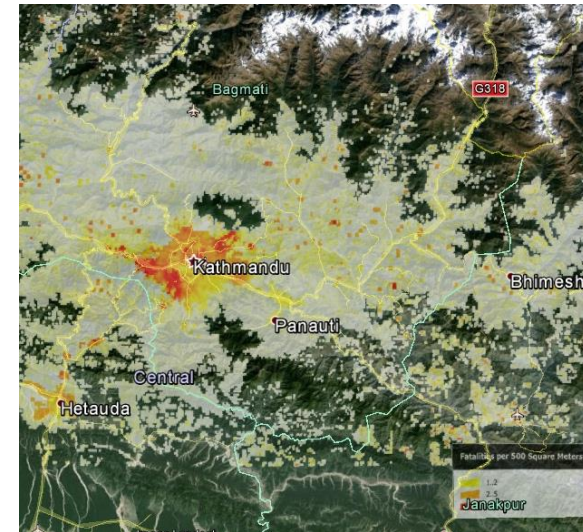 Bagmati
G318
Kathmandu
Bhimesh
Panauti
Central
Hetauda
Fatalities per 500 Square Meters
1..2
2..5
Janakpur